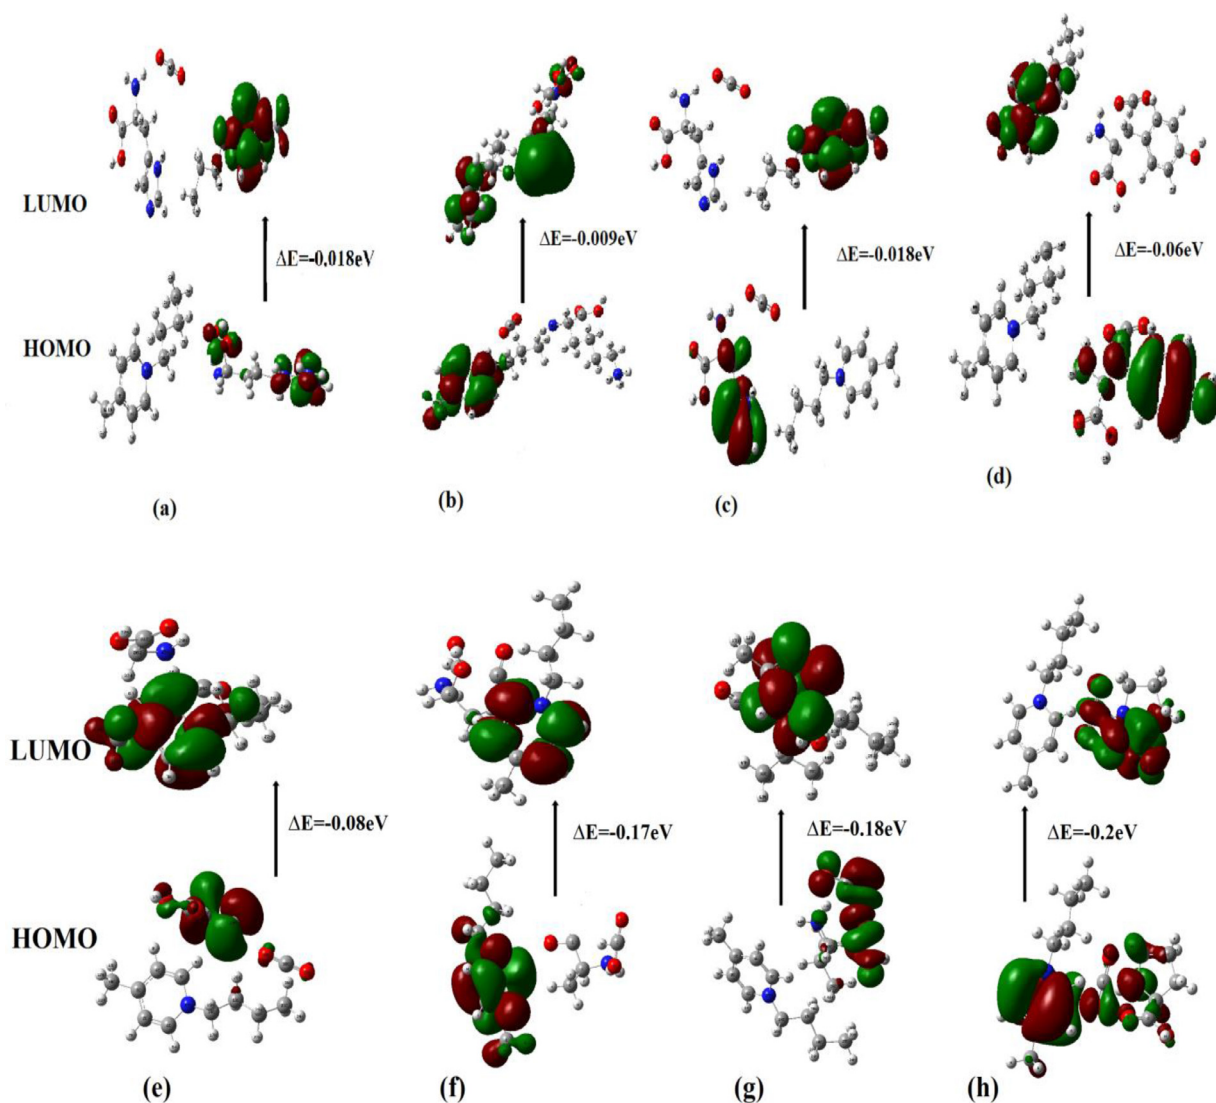 LUMO
ΔE=-0.018eV
ΔE=-0.009eV
ΔE=-0.018eV
ΔE=-0.06eV
HOMO
(a)
(b)
(c)
(d)
LUMO
ΔE=-0.08eV
ΔE=-0.17eV
ΔE=-0.18eV
ΔE=-0.2eV
HOMO
(e)
(f)
(g)
(h)